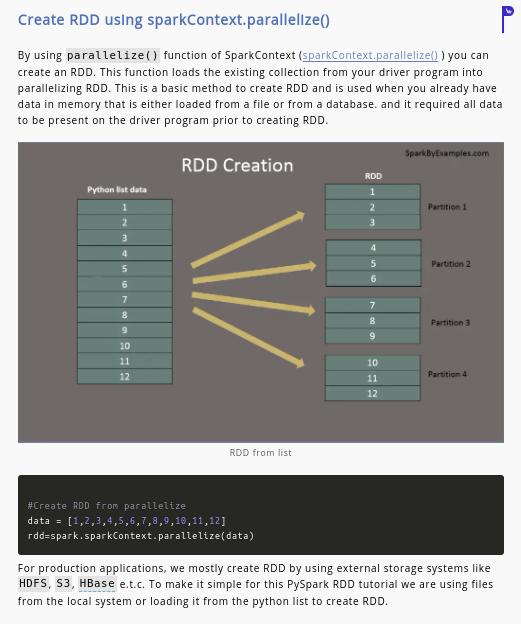 Create RDD using sparkContext.parallelize()
By using parallelize() function of SparkContext (sparkContext.parallelize() ) you can
create an RDD. This function loads the existing collection from your driver program into
parallelizing RDD. This is a basic method to create RDD and is used when you already have
data in memory that is either loaded from a file or from a database. and it required all data
to be present on the driver program prior to creating RDD.
SparkByExamples.com
RDD Creation
Python list data
1
2
3
4
5
6
7
8
9
10
11
12
RDD
1
2
3
Partition 1
4
5
6
Partition 2
7
8
9
Partition 3
10
11
12
Partition 4
RDD from list
#Create RDD from parallelize
data = [1,2,3,4,5,6,7,8,9,10,11,12]
rdd=spark.sparkContext.parallelize(data)
For production applications, we mostly create RDD by using external storage systems like
HDFS, S3, HBase e.t.c. To make it simple for this PySpark RDD tutorial we are using files
from the local system or loading it from the python list to create RDD.